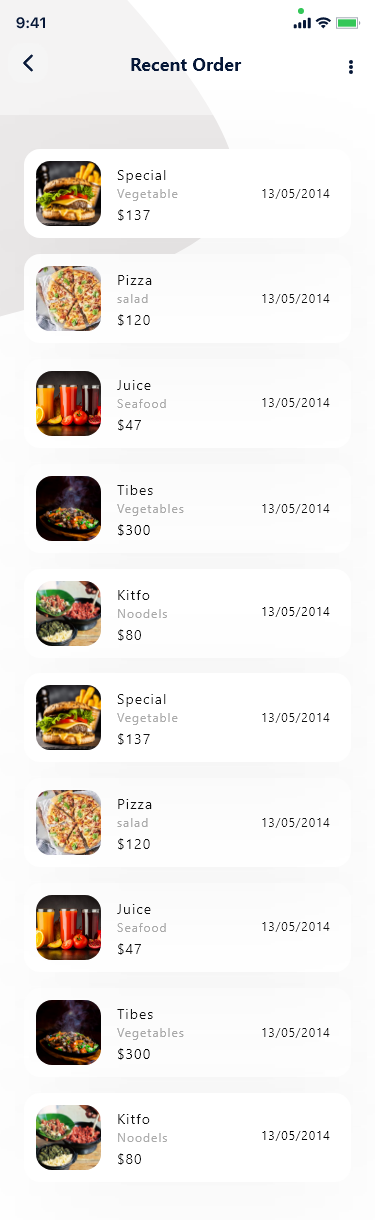 9:41
Recent Order
Special
Vegetable
13/05/2014
$137
Pizza
salad
13/05/2014
$120
Juice
Seafood
13/05/2014
$47
Tibes
Vegetables
13/05/2014
$300
Kitfo
Noodels
13/05/2014
$80
Special
Vegetable
13/05/2014
$137
Pizza
salad
13/05/2014
$120
Juice
Seafood
13/05/2014
$47
Tibes
Vegetables
13/05/2014
$300
Kitfo
Noodels
13/05/2014
$80